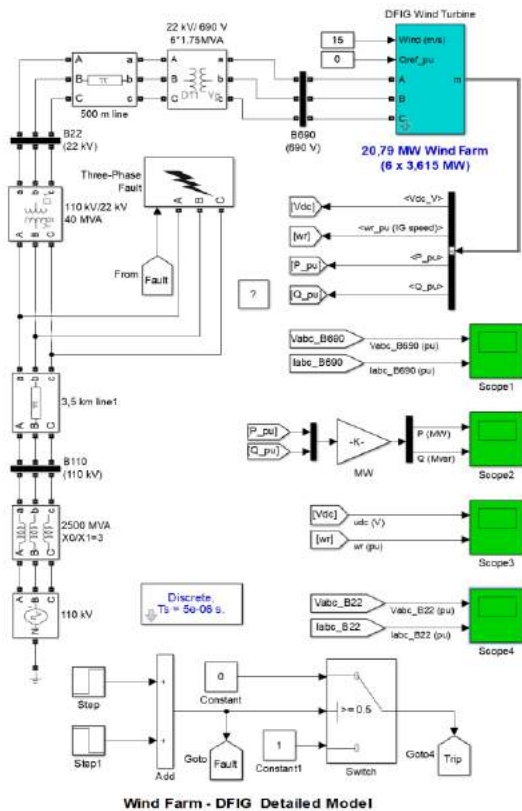 DFIG Wind Turbine
22 kV/ 690 V
6*1.75MVA
15
0
Wind (m/s)
Qref_pu
m
A
B
C
A a
B b
C c
500 m line
B690
(690 V)
20,79 MW Wind Farm
(6 x 3,615 MW)
B22
(22 kV)
Three-Phase
Fault
A B C
110 kV/22 kV
40 MVA
From
Fault
?
[Vdc]
<Vdc_V>
[wr]
<wr_pu (IG speed)>
[P_pu]
<P_pu>
[Q_pu]
<Q_pu>
Vabc_B690
Vabc_B690 (pu)
Iabc_B690
Iabc_B690 (pu)
Scope1
3,5 km line1
[P_pu]
[Q_pu]
-K-
MW
P (MW)
Q (Mvar)
Scope2
B110
(110 kV)
2500 MVA
X0/X1=3
[Vdc]
udc (V)
[wr]
wr (pu)
Scope3
110 kV
N
Discrete,
Ts = 5e-06 s.
Vabc_B22
Vabc_B22 (pu)
Iabc_B22
Iabc_B22 (pu)
Scope4
Step
Step1
Add
0
Constant
Goto
Fault
1
Constant1
>= 0.5
Switch
Goto4
Trip
Wind Farm - DFIG Detailed Model